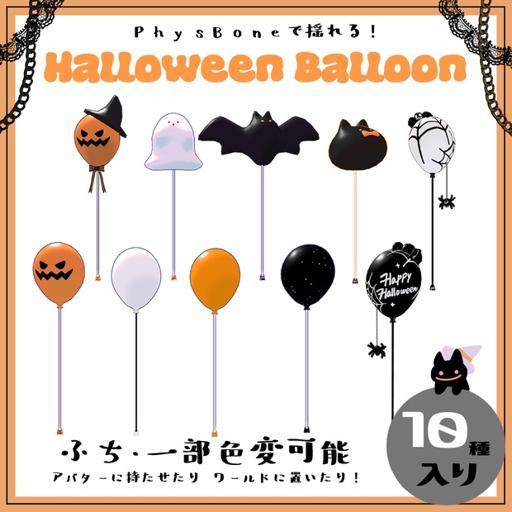 PhysBoneで揺れる！
Halloween Balloon
Happy
Halloween
ふち・一部色変可能
アバターに持たせたり ワールドに置いたり！
10種
入り